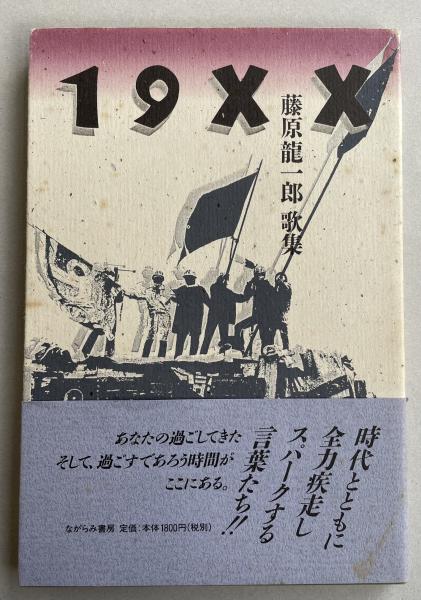 19XX
藤原龍一郎 歌集
時代とともに
全力疾走し
スパークする
言葉たち!!
あなたの過ごしてきた
そして、過ごすであろう時間が
ここにある。
ながらみ書房 定価:本体1800円(税別)